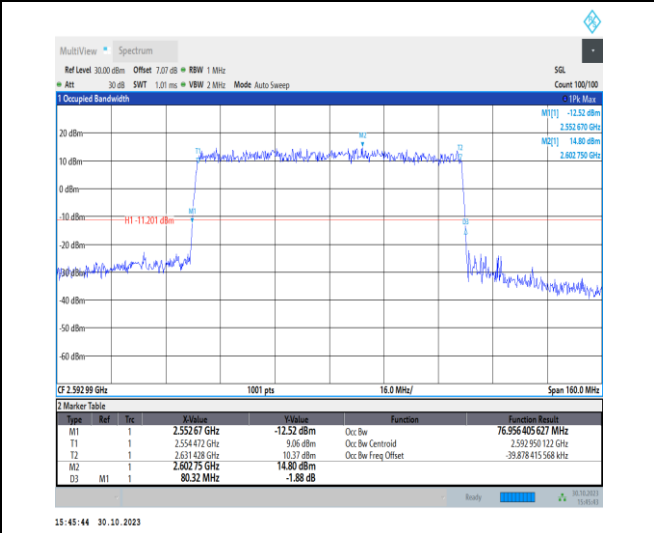 MultiView Spectrum
Ref Level 30.00 dBm Offset 7.07 dB RBW 1 MHz SGL
Att 30 dB SWT 1.01 ms VBW 2 MHz Mode Auto Sweep Count 100/100
1 Occupied Bandwidth 1Pk Max
M1[1] -12.52 dBm
2.552 670 GHz
M2[1] 14.80 dBm
2.602 750 GHz
20 dBm
M2
T1
T2
10 dBm
0 dBm
M1
-10 dBm
H1 -11.201 dBm
D3
-20 dBm
-30 dBm
-40 dBm
-50 dBm
-60 dBm
CF 2.592 99 GHz 1001 pts 16.0 MHz/ Span 160.0 MHz
2 Marker Table
Type Ref Trc X-Value Y-Value Function Function Result
M1 1 2.552 67 GHz -12.52 dBm Occ Bw 76.956 405 627 MHz
T1 1 2.554 472 GHz 9.06 dBm Occ Bw Centroid 2.592 950 122 GHz
T2 1 2.631 428 GHz 10.37 dBm Occ Bw Freq Offset -39.878 415 568 kHz
M2 1 2.602 75 GHz 14.80 dBm
D3 M1 1 80.32 MHz -1.88 dB
Ready 30.10.2023
15:45:43
15:45:44 30.10.2023